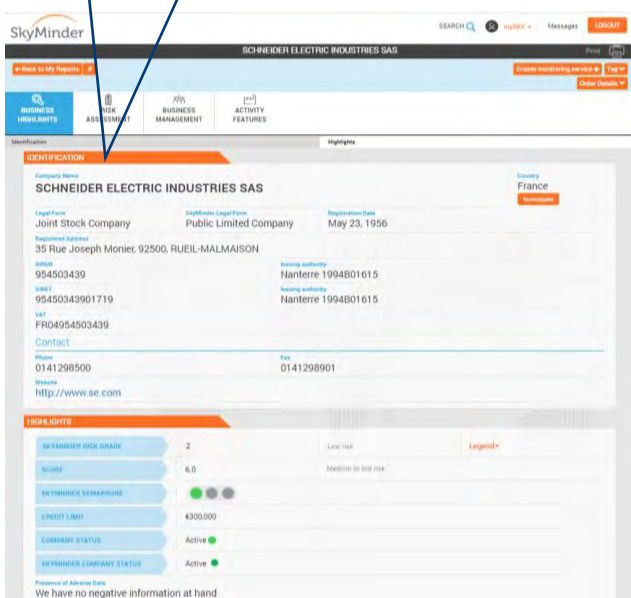 SkyMinder
SEARCH mySKY Messages LOGOUT
SCHNEIDER ELECTRIC INDUSTRIES SAS Print
Back to My Reports Enable monitoring service + Tag
Order Details
BUSINESS HIGHLIGHTS RISK ASSESSMENT BUSINESS MANAGEMENT ACTIVITY FEATURES
Identification Highlights
IDENTIFICATION
Company Name Country
SCHNEIDER ELECTRIC INDUSTRIES SAS France
Investigate
Legal Form SkyMinder Legal Form Registration Date
Joint Stock Company Public Limited Company May 23, 1956
Registered Address
35 Rue Joseph Monier, 92500, RUEIL-MALMAISON
SIREN Issuing authority
954503439 Nanterre 1994B01615
SIRET Issuing authority
95450343901719 Nanterre 1994B01615
VAT
FR04954503439
Contact
Phone Fax
0141298500 0141298901
Website
http://www.se.com
HIGHLIGHTS
SKYMINDER RISK GRADE 2 Low risk Legend
SCORE 6.0 Medium to low risk
SKYMINDER SEMAPHORE
CREDIT LIMIT €300,000
COMPANY STATUS Active
SKYMINDER COMPANY STATUS Active
Presence of Adverse Data
We have no negative information at hand